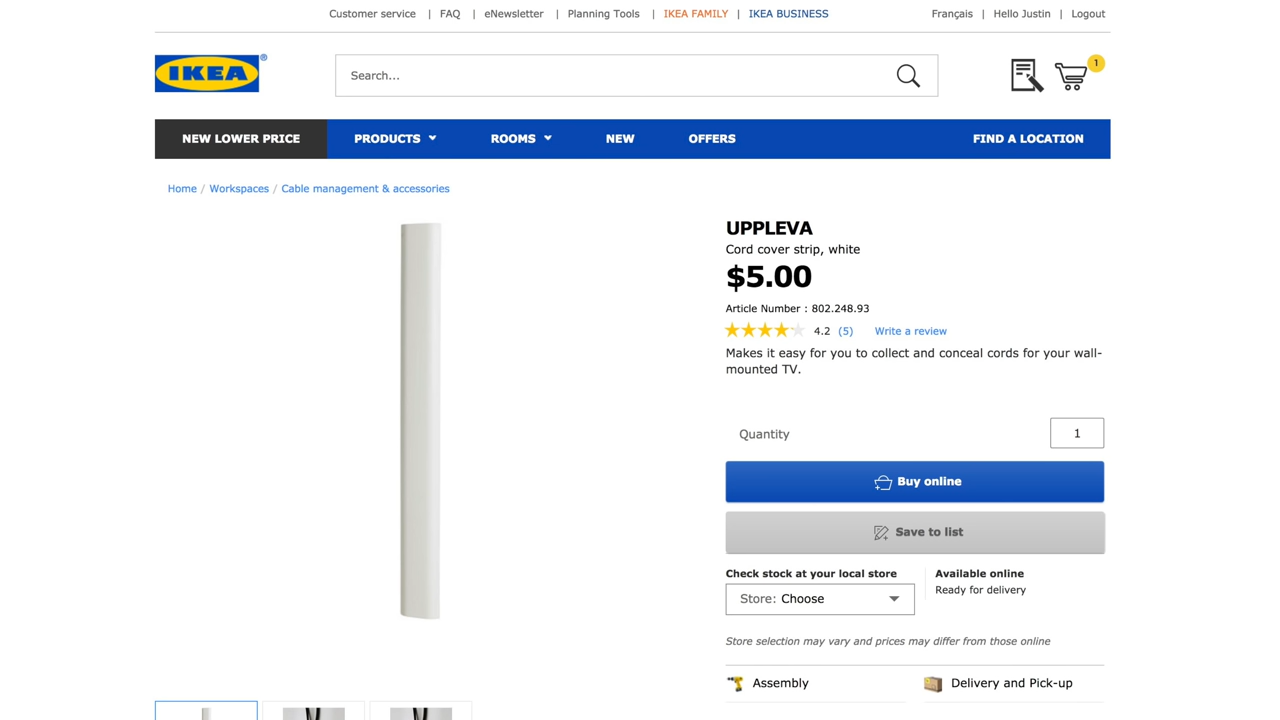 Customer service | FAQ | eNewsletter | Planning Tools | IKEA FAMILY | IKEA BUSINESS Français | Hello Justin | Logout
IKEA®
Search...
1
NEW LOWER PRICE PRODUCTS ROOMS NEW OFFERS FIND A LOCATION
Home / Workspaces / Cable management & accessories
UPPLEVA
Cord cover strip, white
$5.00
Article Number : 802.248.93
4.2 (5) Write a review
Makes it easy for you to collect and conceal cords for your wall-
mounted TV.
Quantity 1
Buy online
Save to list
Check stock at your local store
Store: Choose
Available online
Ready for delivery
Store selection may vary and prices may differ from those online
Assembly Delivery and Pick-up